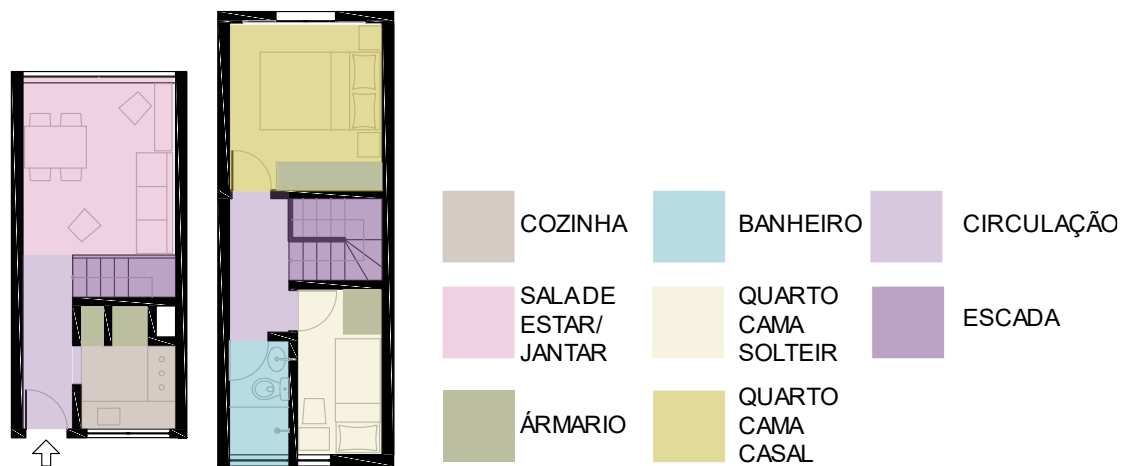 COZINHA
BANHEIRO
CIRCULAÇÃO
SALA DE
ESTAR/
JANTAR
QUARTO
CAMA
SOLTEIR
ESCADA
ÁRMARIO
QUARTO
CAMA
CASAL